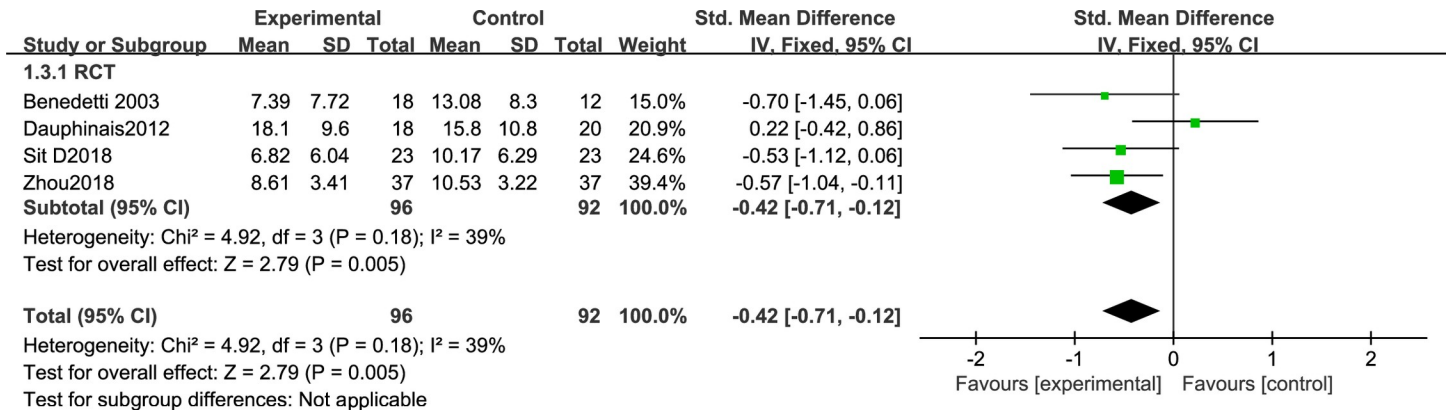 Experimental Control Std. Mean Difference Std. Mean Difference
Study or Subgroup Mean SD Total Mean SD Total Weight IV, Fixed, 95% CI IV, Fixed, 95% CI
1.3.1 RCT
Benedetti 2003 7.39 7.72 18 13.08 8.3 12 15.0% -0.70 [-1.45, 0.06]
Dauphinais2012 18.1 9.6 18 15.8 10.8 20 20.9% 0.22 [-0.42, 0.86]
Sit D2018 6.82 6.04 23 10.17 6.29 23 24.6% -0.53 [-1.12, 0.06]
Zhou2018 8.61 3.41 37 10.53 3.22 37 39.4% -0.57 [-1.04, -0.11]
Subtotal (95% CI) 96 92 100.0% -0.42 [-0.71, -0.12]
Heterogeneity: Chi² = 4.92, df = 3 (P = 0.18); I² = 39%
Test for overall effect: Z = 2.79 (P = 0.005)
Total (95% CI) 96 92 100.0% -0.42 [-0.71, -0.12]
Heterogeneity: Chi² = 4.92, df = 3 (P = 0.18); I² = 39%
Test for overall effect: Z = 2.79 (P = 0.005)
Test for subgroup differences: Not applicable
-2 -1 0 1 2
Favours [experimental] Favours [control]